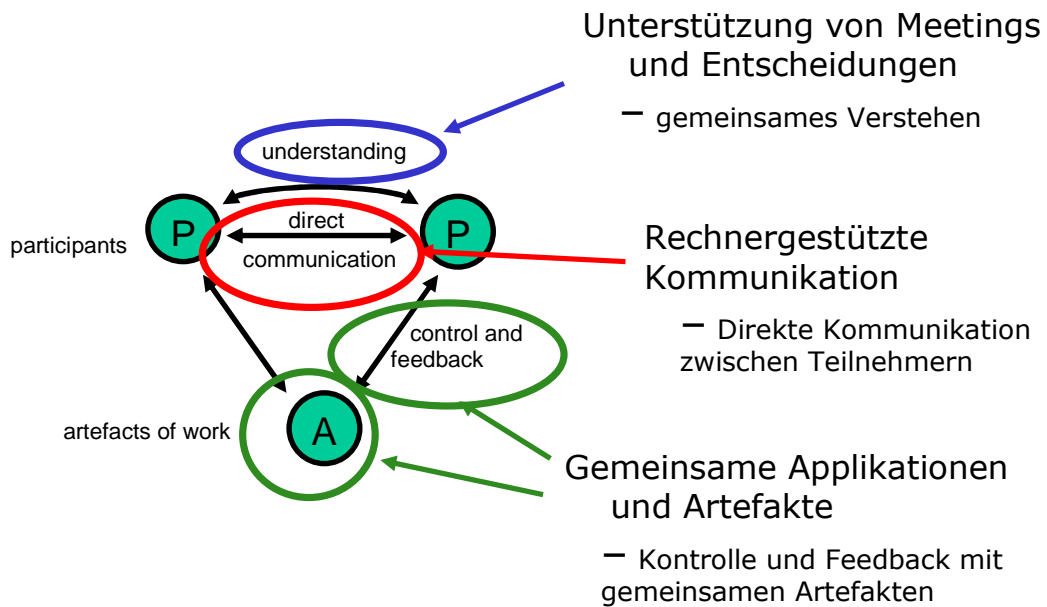 Unterstützung von Meetings
und Entscheidungen
– gemeinsames Verstehen
understanding
P
P
direct
communication
participants
Rechnergestützte
Kommunikation
– Direkte Kommunikation
zwischen Teilnehmern
control and
feedback
artefacts of work
A
Gemeinsame Applikationen
und Artefakte
– Kontrolle und Feedback mit
gemeinsamen Artefakten